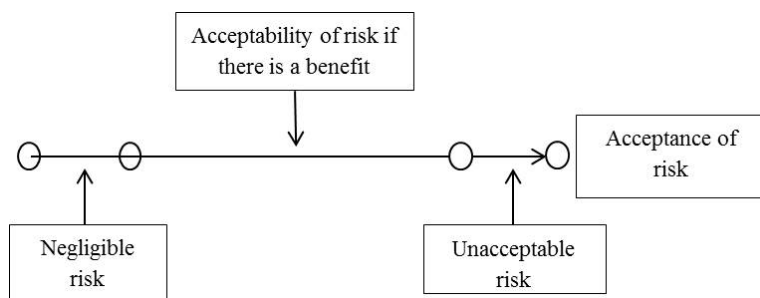 Acceptability of risk if
there is a benefit
Acceptance of
risk
Negligible
risk
Unacceptable
risk